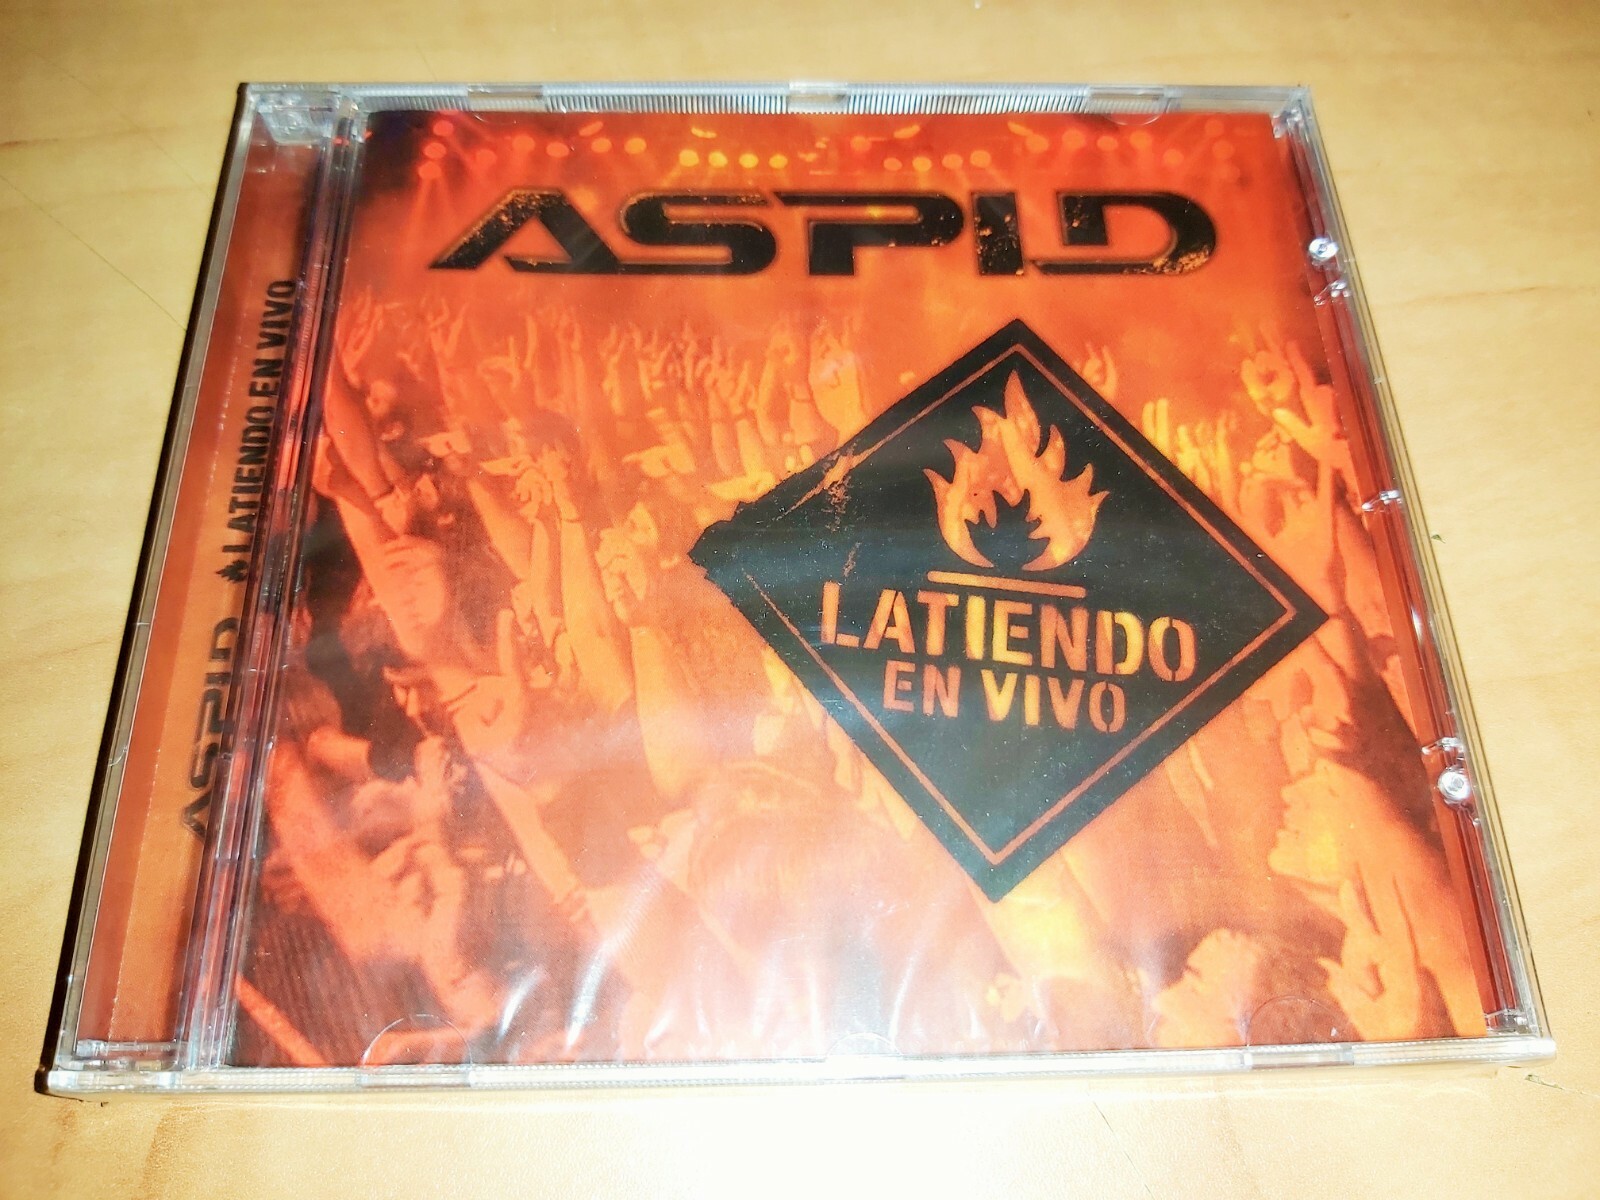 ASPID
LATIENDO
EN VIVO
ASPID LATIENDO EN VIVO